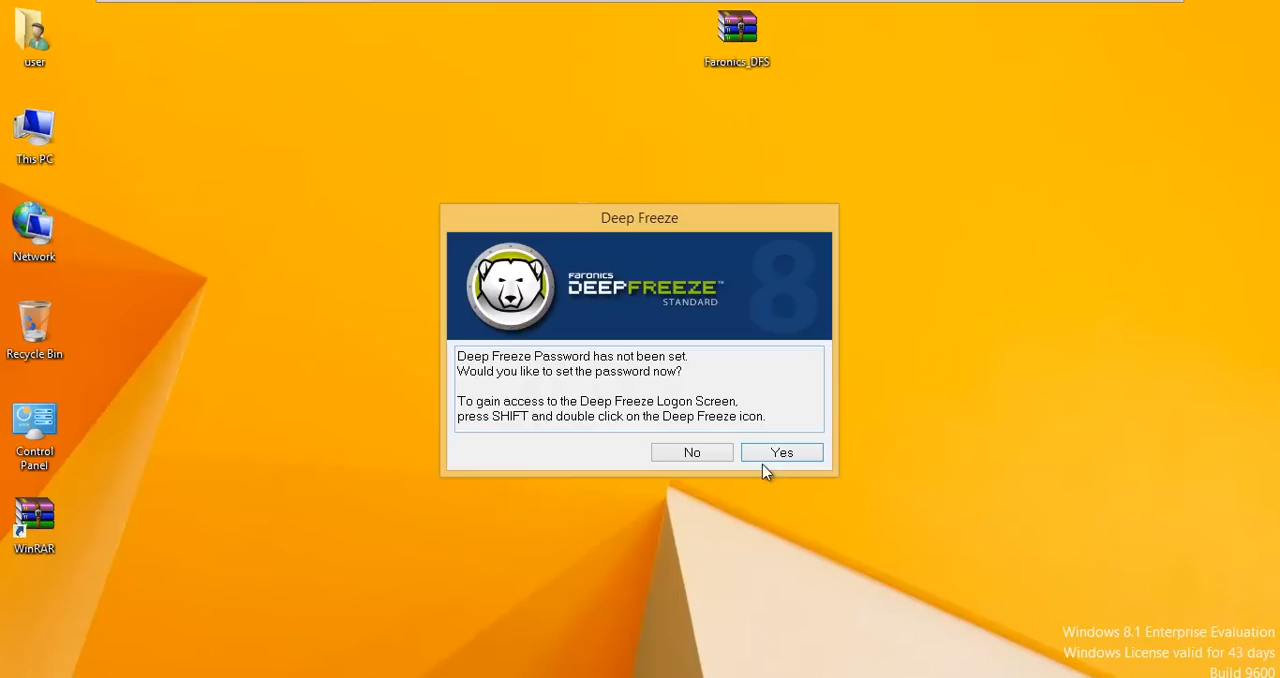 user
This PC
Network
Recycle Bin
Control
Panel
WinRAR
Faronics_DFS
Deep Freeze
FARONICS
DEEPFREEZE™
STANDARD
8
Deep Freeze Password has not been set.
Would you like to set the password now?
To gain access to the Deep Freeze Logon Screen,
press SHIFT and double click on the Deep Freeze icon.
No
Yes
Windows 8.1 Enterprise Evaluation
Windows License valid for 43 days
Build 9600